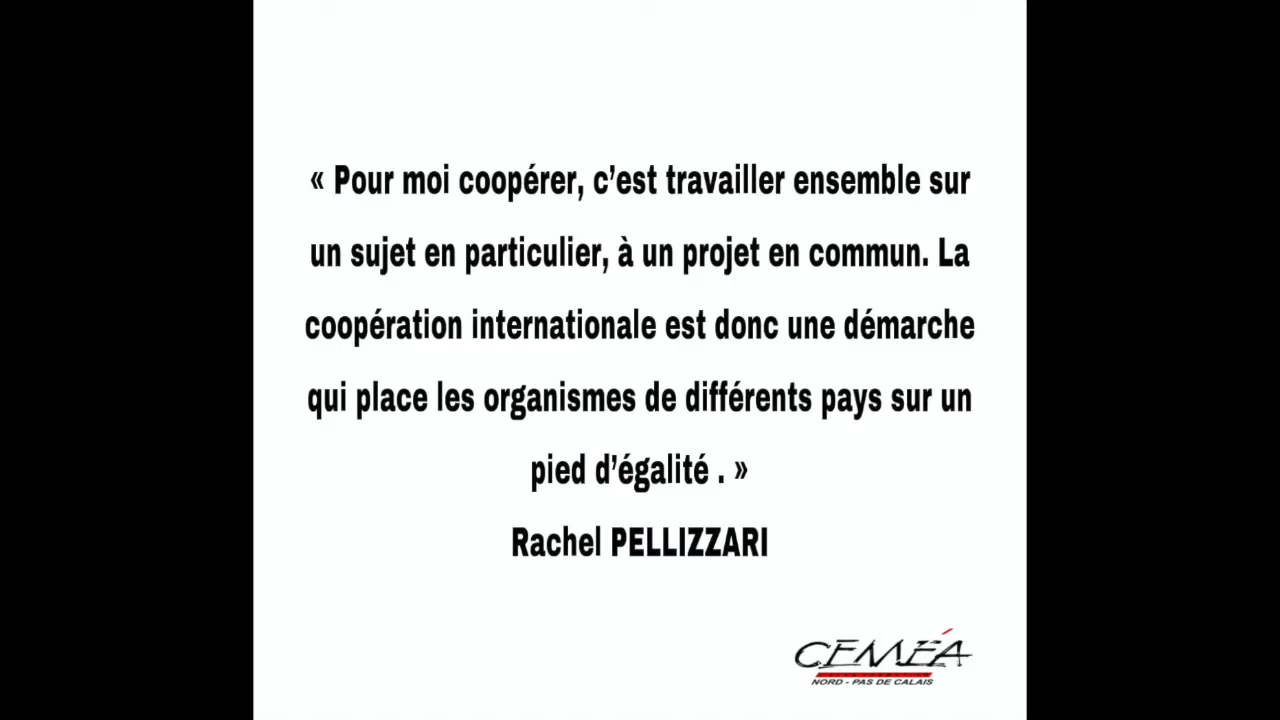 « Pour moi coopérer, c’est travailler ensemble sur
un sujet en particulier, à un projet en commun. La
coopération internationale est donc une démarche
qui place les organismes de différents pays sur un
pied d’égalité . »
Rachel PELLIZZARI
CEMÉA
NORD - PAS DE CALAIS